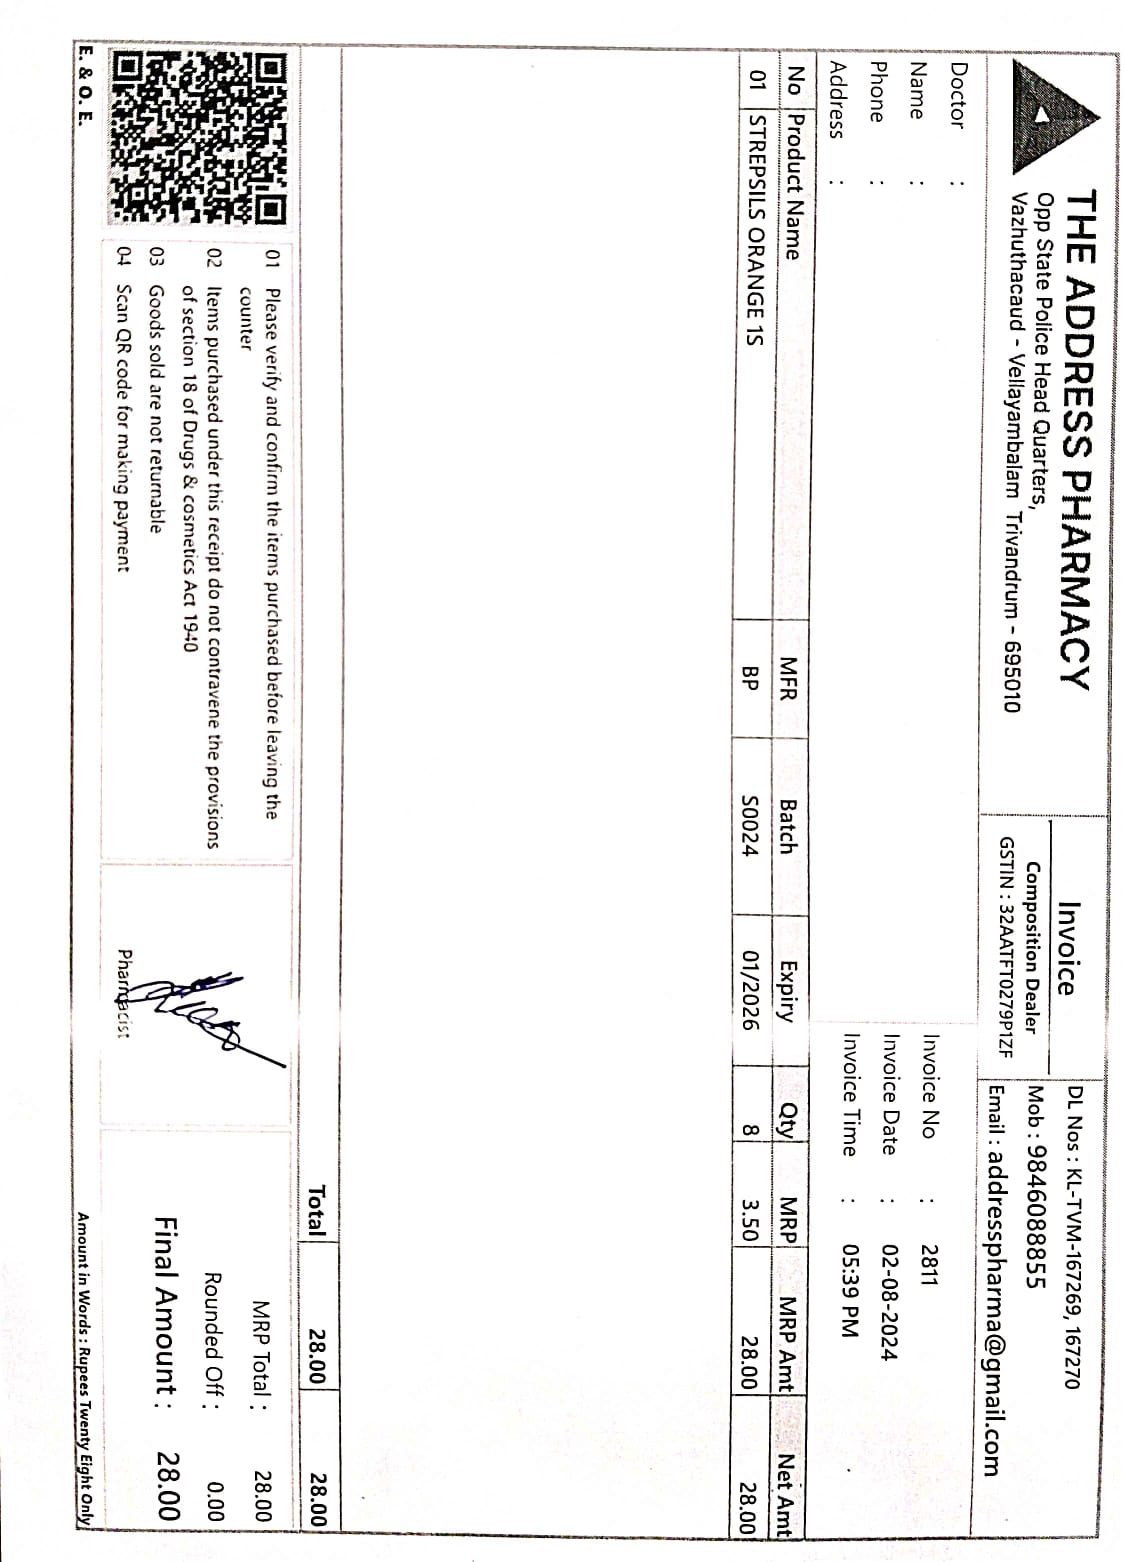 THE ADDRESS PHARMACY
Opp State Police Head Quarters,
Vazhuthacaud - Vellayambalam Trivandrum - 695010
Invoice
Composition Dealer
GSTIN : 32AATFT0279P1ZF
DL Nos : KL-TVM-167269, 167270
Mob : 9846088855
Email : addresspharma@gmail.com
Doctor :
Name :
Phone :
Address :
Invoice No : 2811
Invoice Date : 02-08-2024
Invoice Time : 05:39 PM
No Product Name MFR Batch Expiry Qty MRP MRP Amt Net Amt
01 STREPSILS ORANGE 1S BP S0024 01/2026 8 3.50 28.00 28.00
Total 28.00 28.00
01 Please verify and confirm the items purchased before leaving the
counter
02 Items purchased under this receipt do not contravene the provisions
of section 18 of Drugs & cosmetics Act 1940
03 Goods sold are not returnable
04 Scan QR code for making payment
Pharmacist
MRP Total : 28.00
Rounded Off : 0.00
Final Amount : 28.00
E. & O. E.
Amount in Words : Rupees Twenty Eight Only